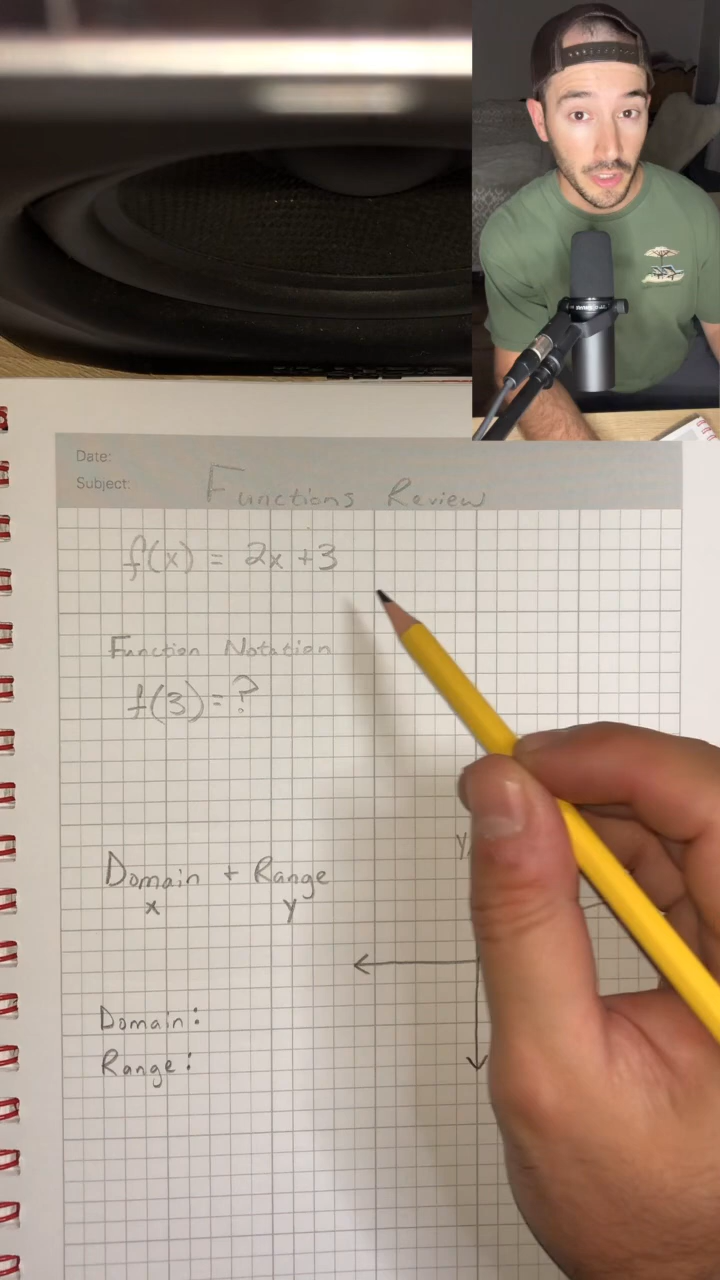 Date:
Subject: Functions Review
f(x) = 2x + 3
Function Notation
f(3) = ?
y
Domain + Range
x y
Domain:
Range: